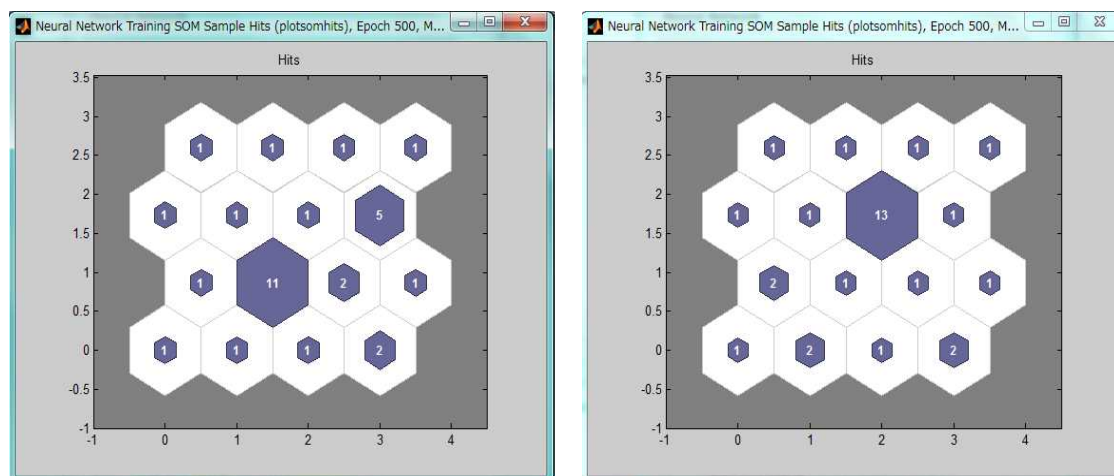 Neural Network Training SOM Sample Hits (plotsomhits), Epoch 500, M...
Hits
3.5
3
1 1 1 1
2.5
2
1 1 1 5
1.5
1
1 11 2 1
0.5
0
1 1 1 2
-0.5
-1
-1 0 1 2 3 4
Neural Network Training SOM Sample Hits (plotsomhits), Epoch 500, M...
Hits
3.5
3
1 1 1 1
2.5
2
1 1 13 1
1.5
1
2 1 1 1
0.5
0
1 2 1 2
-0.5
-1
-1 0 1 2 3 4